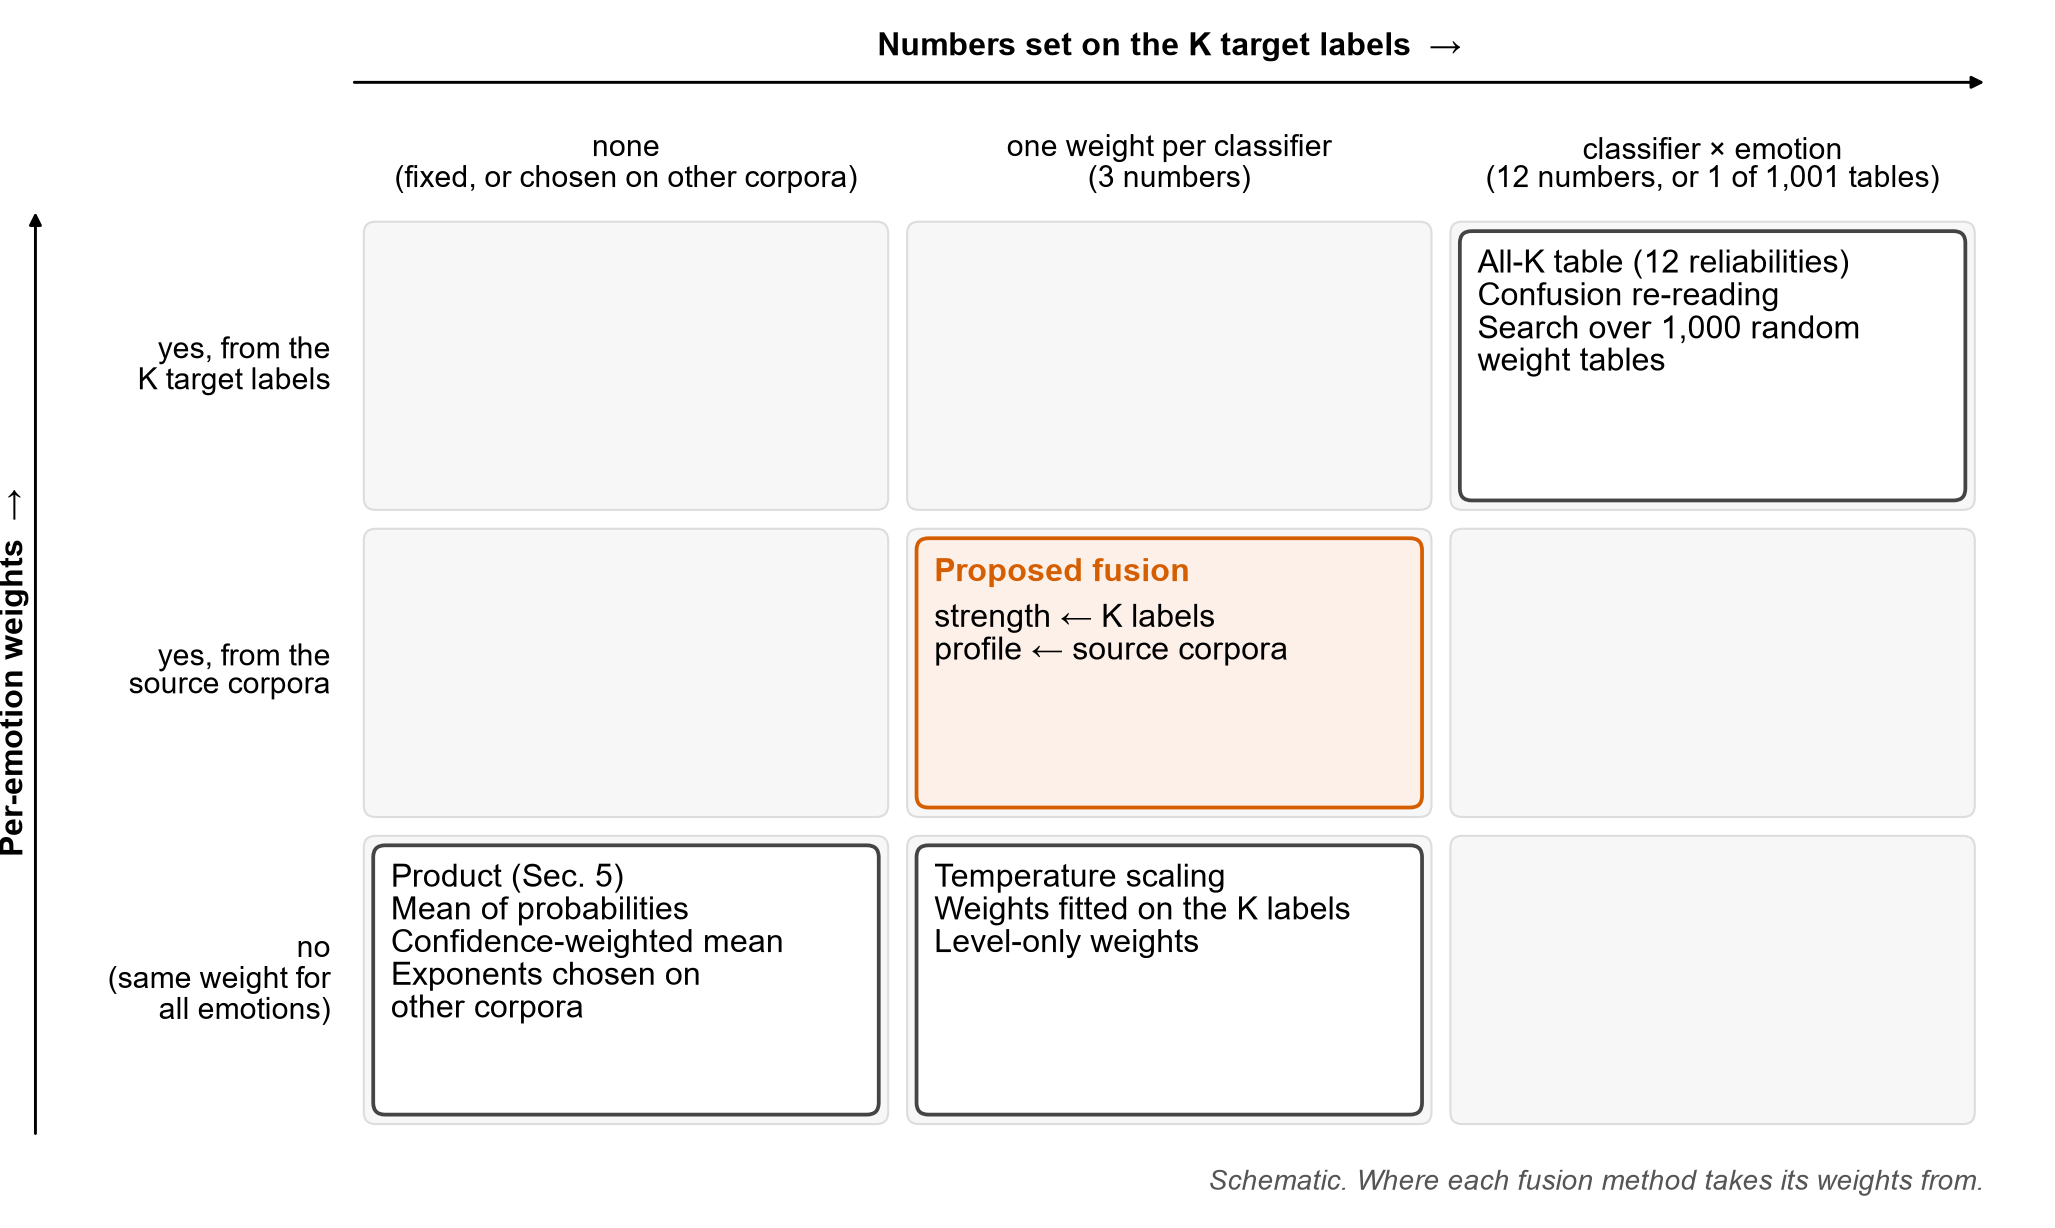 Numbers set on the K target labels →
none
(fixed, or chosen on other corpora)
one weight per classifier
(3 numbers)
classifier × emotion
(12 numbers, or 1 of 1,001 tables)
Per-emotion weights →
yes, from the
K target labels
All-K table (12 reliabilities)
Confusion re-reading
Search over 1,000 random
weight tables
yes, from the
source corpora
Proposed fusion
strength ← K labels
profile ← source corpora
no
(same weight for
all emotions)
Product (Sec. 5)
Mean of probabilities
Confidence-weighted mean
Exponents chosen on
other corpora
Temperature scaling
Weights fitted on the K labels
Level-only weights
Schematic. Where each fusion method takes its weights from.